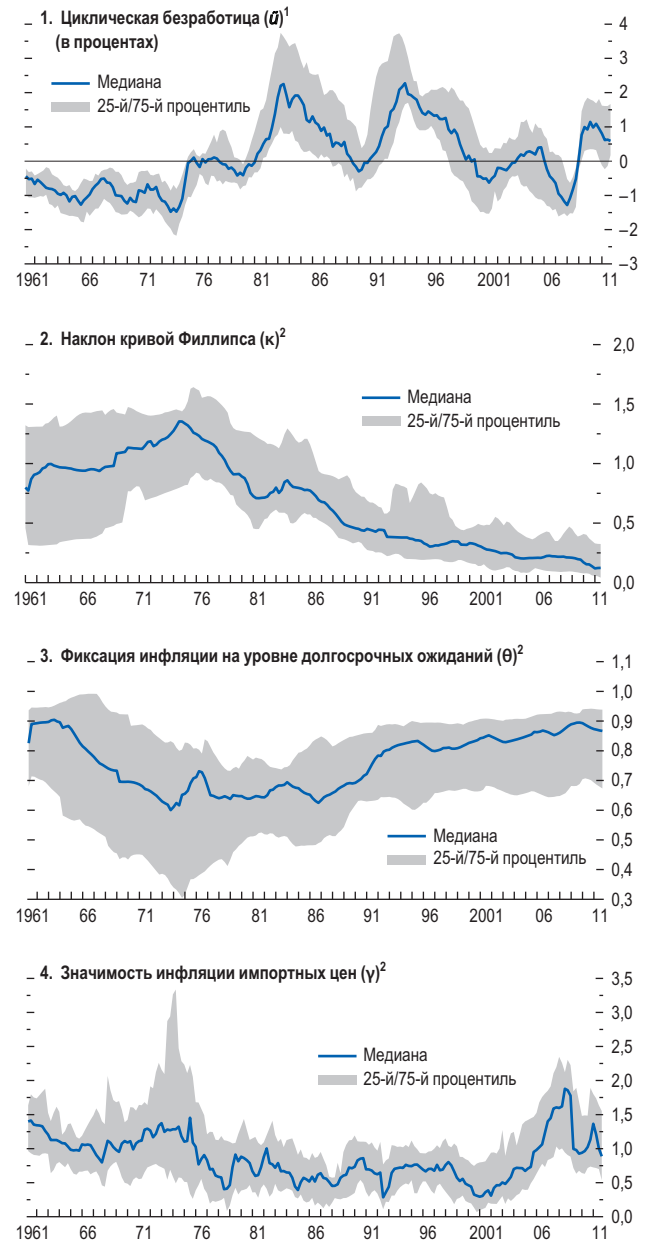 1. Циклическая безработица (ũ)¹
(в процентах)
Медиана
25-й/75-й процентиль
4
3
2
1
0
–1
–2
–3
1961 66 71 76 81 86 91 96 2001 06 11
2. Наклон кривой Филлипса (κ)²
Медиана
25-й/75-й процентиль
2,0
1,5
1,0
0,5
0,0
1961 66 71 76 81 86 91 96 2001 06 11
3. Фиксация инфляции на уровне долгосрочных ожиданий (θ)²
1,1
1,0
0,9
0,8
0,7
0,6
0,5
0,4
0,3
Медиана
25-й/75-й процентиль
1961 66 71 76 81 86 91 96 2001 06 11
4. Значимость инфляции импортных цен (γ)²
Медиана
25-й/75-й процентиль
3,5
3,0
2,5
2,0
1,5
1,0
0,5
0,0
1961 66 71 76 81 86 91 96 2001 06 11